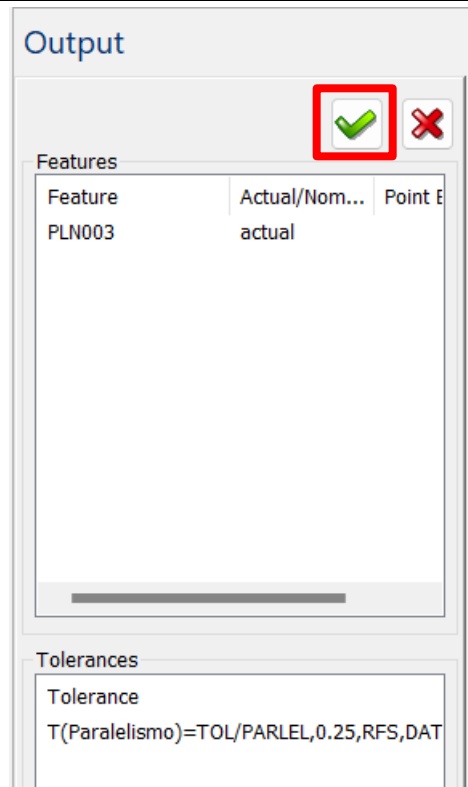 Output
Features
Feature Actual/Nom... Point E
PLN003 actual
Tolerances
Tolerance
T(Paralelismo)=TOL/PARLEL,0.25,RFS,DAT